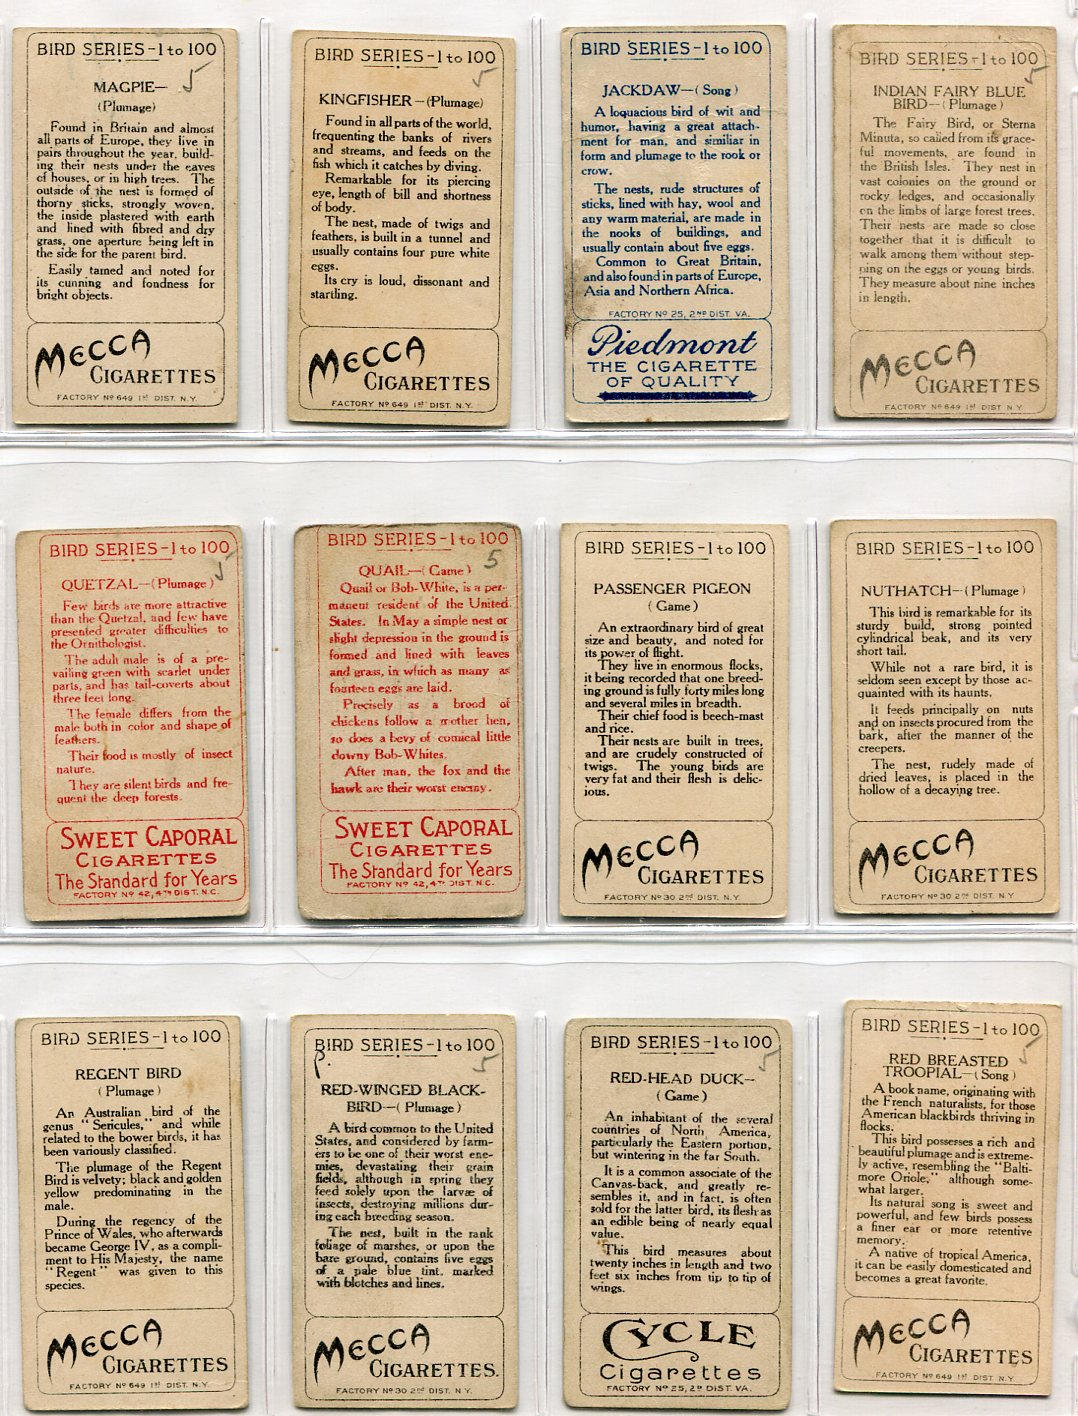 BIRD SERIES-1 to 100
5
MAGPIE-
(Plumage)
Found in Britain and almost
all parts of Europe, they live in
pairs throughout the year, build-
ing their nests under the eaves
of houses, or in high trees. The
outside of the nest is formed of
thorny sticks, strongly woven,
the inside plastered with earth
and lined with fibred and dry
grass, one aperture being left in
the side for the parent bird.
Easily tamed and noted for
its cunning and fondness for
bright objects.
MECCA
CIGARETTES
FACTORY Nº 649 1st DIST. N.Y.
BIRD SERIES-1 to 100
5
KINGFISHER-(Plumage)
Found in all parts of the world,
frequenting the banks of rivers
and streams, and feeds on the
fish which it catches by diving.
Remarkable for its piercing
eye, length of bill and shortness
of body.
The nest, made of twigs and
feathers, is built in a tunnel and
usually contains four pure white
eggs.
Its cry is loud, dissonant and
startling.
MECCA
CIGARETTES
FACTORY Nº 649 1st DIST. N.Y.
BIRD SERIES-1 to 100
JACKDAW-(Song)
A loquacious bird of wit and
humor, having a great attach-
ment for man, and similiar in
form and plumage to the rook or
crow.
The nests, rude structures of
sticks, lined with hay, wool and
any warm material, are made in
the nooks of buildings, and
usually contain about five eggs.
Common to Great Britain,
and also found in parts of Europe,
Asia and Northern Africa.
FACTORY Nº 25, 2ND DIST. VA.
Piedmont
THE CIGARETTE
OF QUALITY
BIRD SERIES-1 to 100
5
INDIAN FAIRY BLUE
BIRD-(Plumage)
The Fairy Bird, or Sterna
Minuta, so called from its grace-
ful movements, are found in
the British Isles. They nest in
vast colonies on the ground or
rocky ledges, and occasionally
on the limbs of large forest trees.
Their nests are made so close
together that it is difficult to
walk among them without step-
ping on the eggs or young birds.
They measure about nine inches
in length.
MECCA
CIGARETTES
FACTORY Nº 649 1st DIST. N.Y.
BIRD SERIES-1 to 100
5
QUETZAL-(Plumage)
Few birds are more attractive
than the Quetzal, and few have
presented greater difficulties to
the Ornithologist.
The adult male is of a pre-
vailing green with scarlet under
parts, and has tail-coverts about
three feet long.
The female differs from the
male both in color and shape of
feathers.
Their food is mostly of insect
nature.
They are silent birds and fre-
quent the deep forests.
SWEET CAPORAL
CIGARETTES
The Standard for Years
FACTORY Nº 42, 4TH DIST. N.C.
BIRD SERIES-1 to 100
5
QUAIL-(Game)
Quail or Bob-White, is a per-
manent resident of the United
States. In May a simple nest or
slight depression in the ground is
formed and lined with leaves
and grass, in which as many as
fourteen eggs are laid.
Precisely as a brood of
chickens follow a mother hen,
so does a bevy of comical little
downy Bob-Whites.
After man, the fox and the
hawk are their worst enemy.
SWEET CAPORAL
CIGARETTES
The Standard for Years
FACTORY Nº 42, 4TH DIST. N.C.
BIRD SERIES-1 to 100
PASSENGER PIGEON
(Game)
An extraordinary bird of great
size and beauty, and noted for
its power of flight.
They live in enormous flocks,
it being recorded that one breed-
ing ground is fully forty miles long
and several miles in breadth.
Their chief food is beech-mast
and rice.
Their nests are built in trees,
and are crudely constructed of
twigs. The young birds are
very fat and their flesh is delic-
ious.
MECCA
CIGARETTES
FACTORY Nº 30 2nd DIST. N.Y
BIRD SERIES-1 to 100
NUTHATCH-(Plumage)
This bird is remarkable for its
sturdy build, strong pointed
cylindrical beak, and its very
short tail.
While not a rare bird, it is
seldom seen except by those ac-
quainted with its haunts.
It feeds principally on nuts
and on insects procured from the
bark, after the manner of the
creepers.
The nest, rudely made of
dried leaves, is placed in the
hollow of a decaying tree.
MECCA
CIGARETTES
FACTORY Nº 30 2nd DIST. N.Y
BIRD SERIES-1 to 100
REGENT BIRD
(Plumage)
An Australian bird of the
genus "Sericules," and while
related to the bower birds, it has
been variously classified.
The plumage of the Regent
Bird is velvety; black and golden
yellow predominating in the
male.
During the regency of the
Prince of Wales, who afterwards
became George IV, as a compli-
ment to His Majesty, the name
"Regent" was given to this
species.
MECCA
CIGARETTES
FACTORY Nº 649 1st DIST. N.Y.
BIRD SERIES-1 to 100
5
RED-WINGED BLACK-
BIRD-(Plumage)
A bird common to the United
States, and considered by farm-
ers to be one of their worst ene-
mies, devastating their grain
fields, although in spring they
feed solely upon the larvæ of
insects, destroying millions dur-
ing each breeding season.
The nest, built in the rank
foliage of marshes, or upon the
bare ground, contains five eggs
of a pale blue tint, marked
with blotches and lines.
MECCA
CIGARETTES.
FACTORY Nº 30 2nd DIST. N.Y.
BIRD SERIES-1 to 100
5
RED-HEAD DUCK-
(Game)
An inhabitant of the several
countries of North America,
particularly the Eastern portion,
but wintering in the far South.
It is a common associate of the
Canvas-back, and greatly re-
sembles it, and in fact, is often
sold for the latter bird, its flesh as
an edible being of nearly equal
value.
This bird measures about
twenty inches in length and two
feet six inches from tip to tip of
wings.
CYCLE
Cigarettes
FACTORY Nº 25, 2D DIST. VA.
BIRD SERIES-1 to 100
5
RED BREASTED
TROOPIAL-(Song)
A book name, originating with
the French naturalists, for those
American blackbirds thriving in
flocks.
This bird possesses a rich and
beautiful plumage and is extreme-
ly active, resembling the "Balti-
more Oriole," although some-
what larger.
Its natural song is sweet and
powerful, and few birds possess
a finer ear or more retentive
memory.
A native of tropical America,
it can be easily domesticated and
becomes a great favorite.
MECCA
CIGARETTES
FACTORY Nº 649 1st DIST. N.Y.